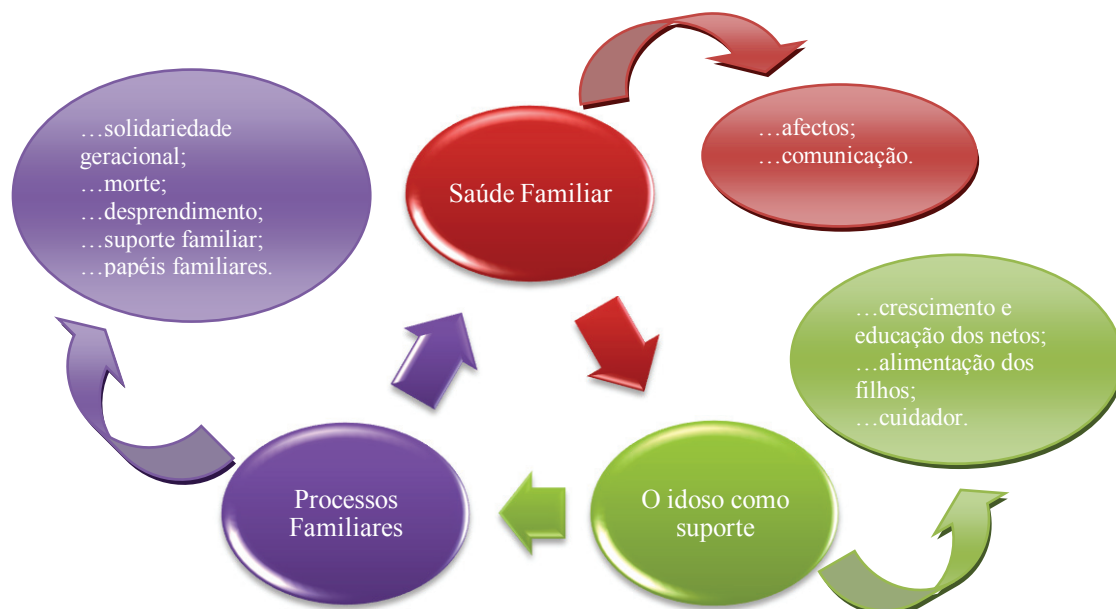 …solidariedade
geracional;
…morte;
…desprendimento;
…suporte familiar;
…papéis familiares.
Saúde Familiar
…afectos;
…comunicação.
…crescimento e
educação dos netos;
…alimentação dos
filhos;
…cuidador.
Processos
Familiares
O idoso como
suporte